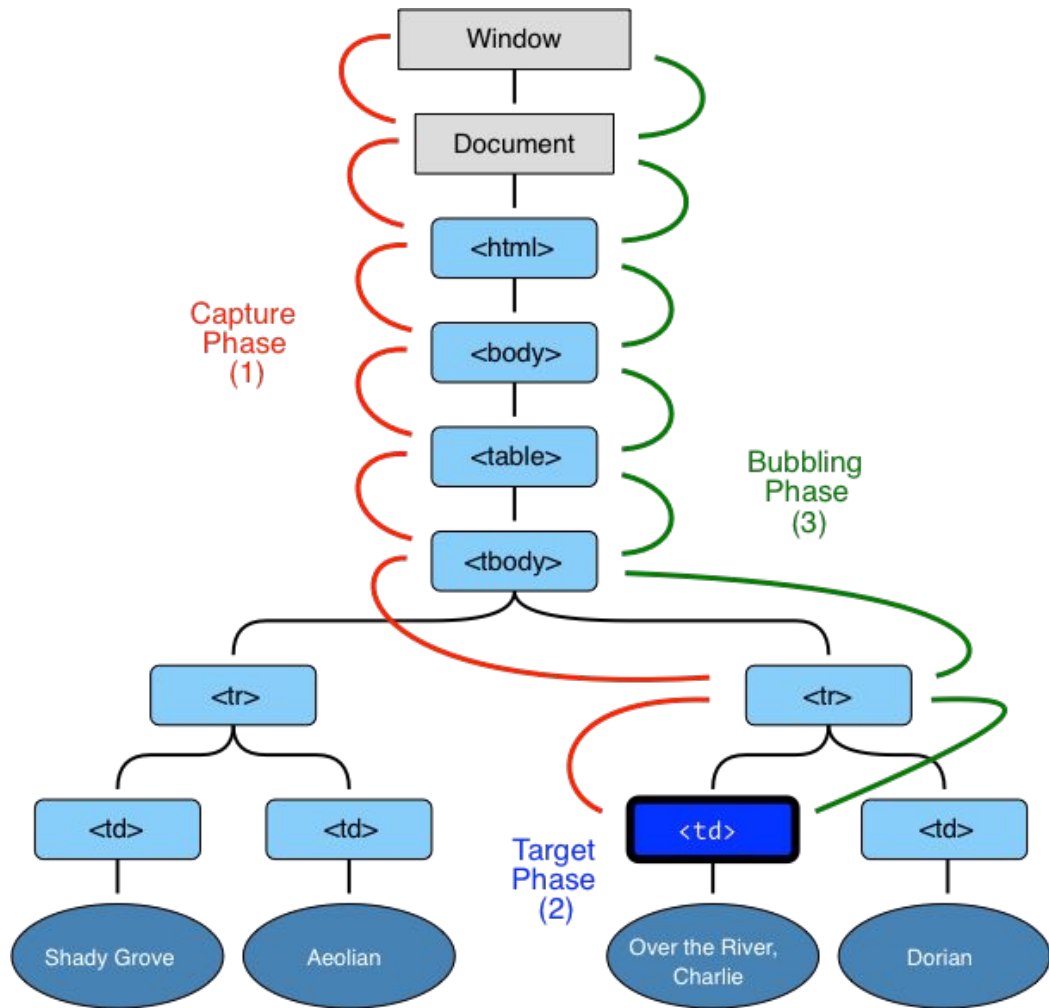 Window
Document
<html>
Capture
Phase
(1)
<body>
<table>
Bubbling
Phase
(3)
<tbody>
<tr>
<tr>
<td>
<td>
<td>
<td>
Target
Phase
(2)
Shady Grove
Aeolian
Over the River,
Charlie
Dorian